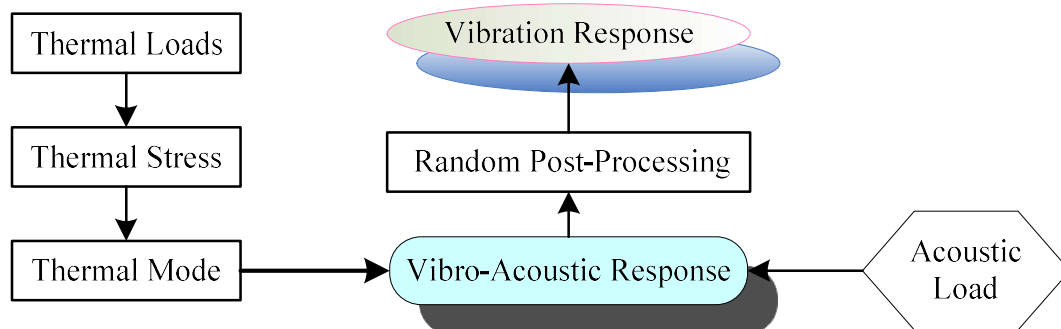 Thermal Loads
Vibration Response
Thermal Stress
Random Post-Processing
Thermal Mode
Vibro-Acoustic Response
Acoustic
Load